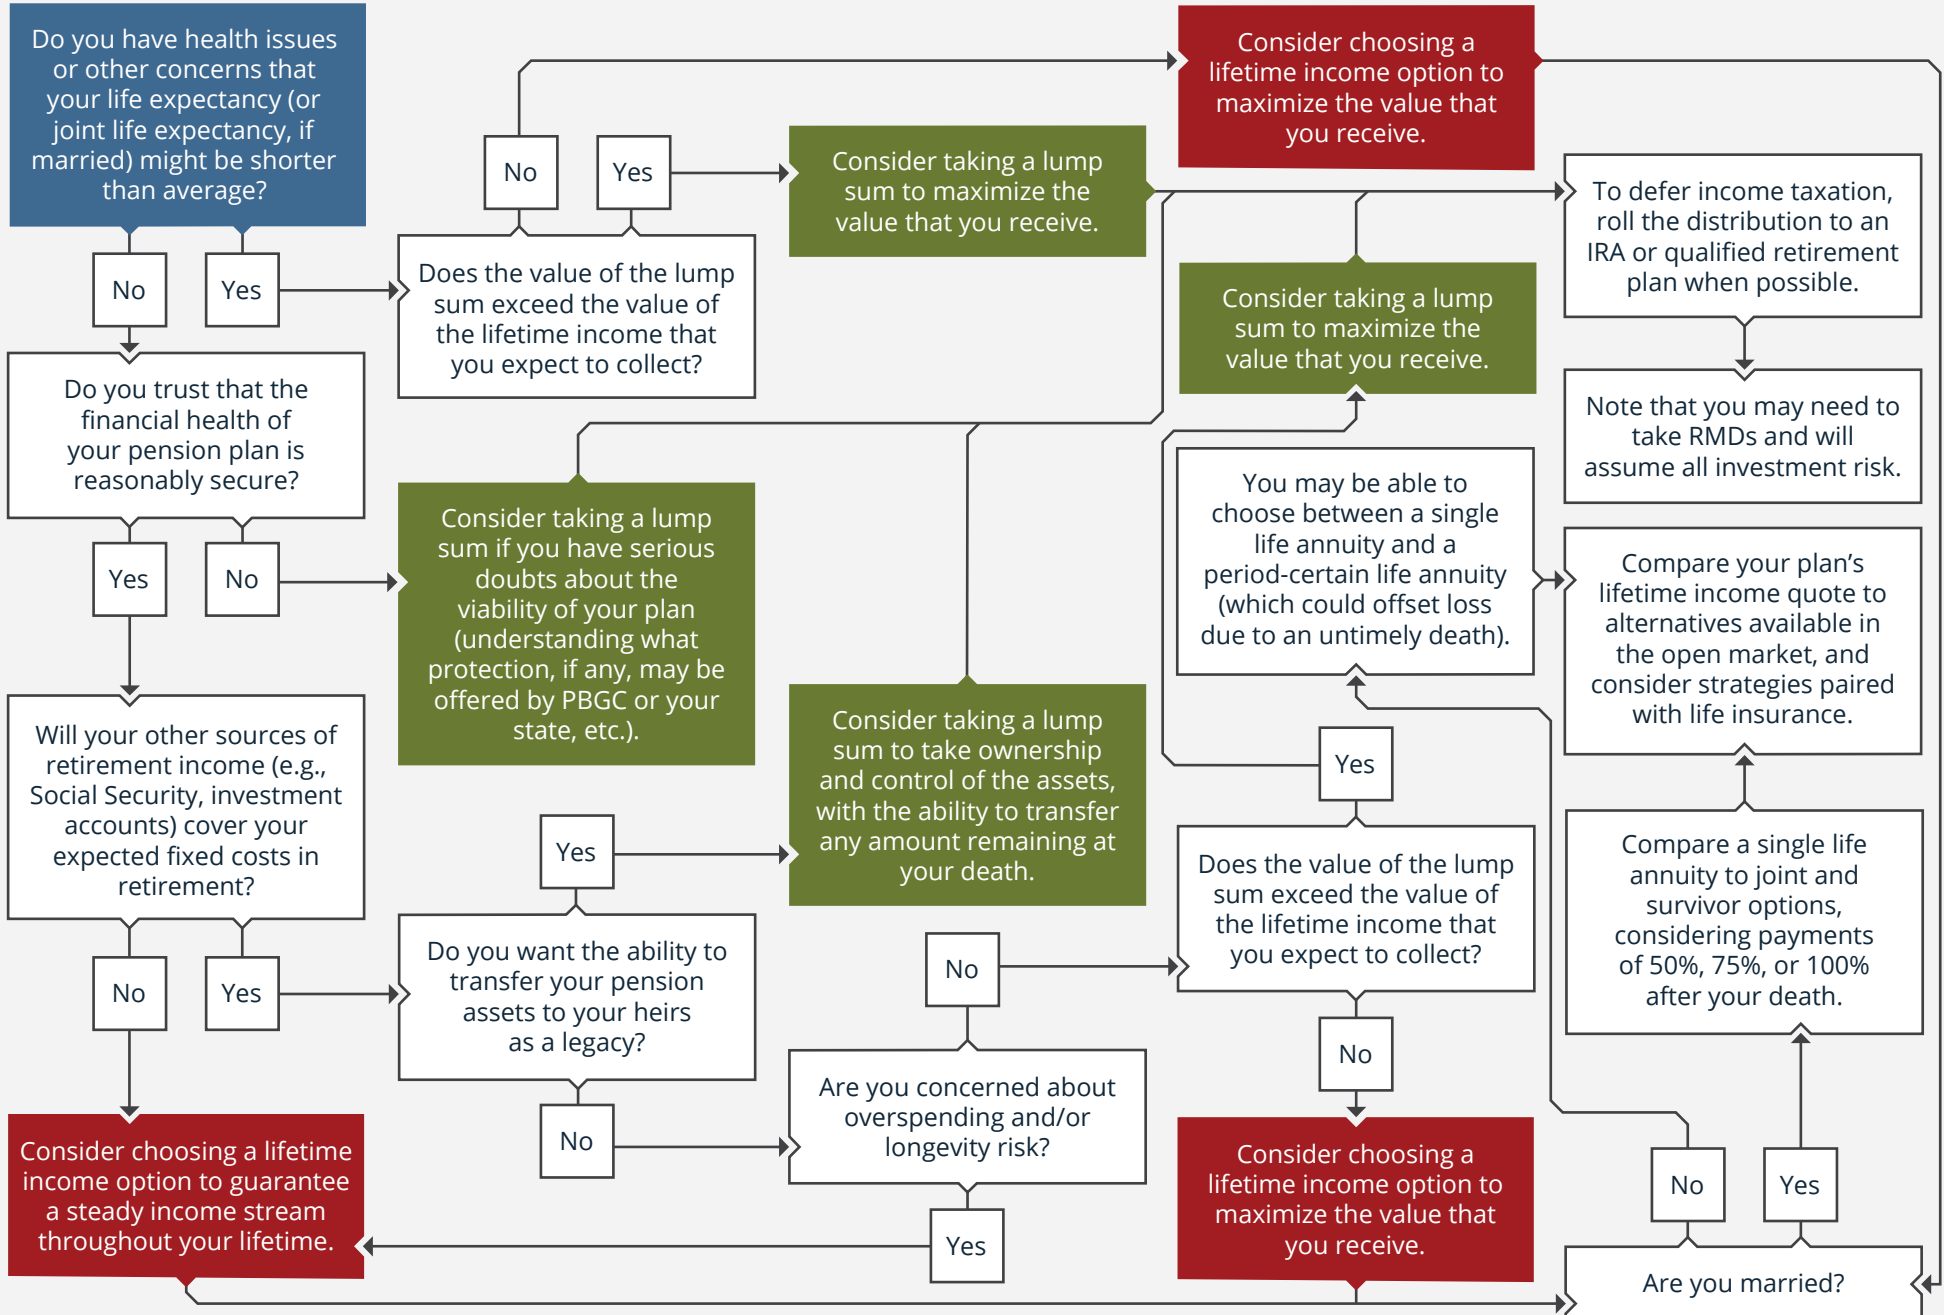 Do you have health issues
or other concerns that
your life expectancy (or
joint life expectancy, if
married) might be shorter
than average?
No
Yes
Does the value of the lump
sum exceed the value of
the lifetime income that
you expect to collect?
No
Yes
Consider taking a lump
sum to maximize the
value that you receive.
Consider choosing a
lifetime income option to
maximize the value that
you receive.
To defer income taxation,
roll the distribution to an
IRA or qualified retirement
plan when possible.
Note that you may need to
take RMDs and will
assume all investment risk.
Do you trust that the
financial health of
your pension plan is
reasonably secure?
Yes
No
Consider taking a lump
sum if you have serious
doubts about the
viability of your plan
(understanding what
protection, if any, may be
offered by PBGC or your
state, etc.).
Will your other sources of
retirement income (e.g.,
Social Security, investment
accounts) cover your
expected fixed costs in
retirement?
No
Yes
Do you want the ability to
transfer your pension
assets to your heirs
as a legacy?
Yes
No
Consider taking a lump
sum to take ownership
and control of the assets,
with the ability to transfer
any amount remaining at
your death.
Are you concerned about
overspending and/or
longevity risk?
No
Yes
Consider choosing a lifetime
income option to guarantee
a steady income stream
throughout your lifetime.
Does the value of the lump
sum exceed the value of
the lifetime income that
you expect to collect?
Yes
No
Consider taking a lump
sum to maximize the
value that you receive.
Consider choosing a
lifetime income option to
maximize the value that
you receive.
Are you married?
No
Yes
You may be able to
choose between a single
life annuity and a
period-certain life annuity
(which could offset loss
due to an untimely death).
Compare a single life
annuity to joint and
survivor options,
considering payments
of 50%, 75%, or 100%
after your death.
Compare your plan’s
lifetime income quote to
alternatives available in
the open market, and
consider strategies paired
with life insurance.